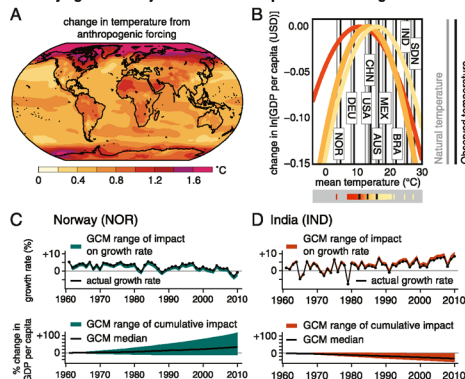 A
change in temperature from
anthropogenic forcing
°C
0 0.4 0.8 1.2 1.6
B
change in ln(GDP per capita (USD)]
0.00
−0.05
−0.10
−0.15
NOR
DEU
CHN
USA
AUS
MEX
BRA
IND
SDN
-10 0 10 20 30
mean temperature (°C)
Natural temperature
temperature
C Norway (NOR)
GCM range of impact
on growth rate
actual growth rate
growth rate (%)
+10
0
1960 1970 1980 1990 2000 2010
GCM range of cumulative impact
GCM median
% change in
GDP per capita
+100
0
1960 1970 1980 1990 2000 2010
D India (IND)
GCM range of impact
on growth rate
actual growth rate
+10
0
1960 1970 1980 1990 2000 2010
GCM range of cumulative impact
GCM median
+100
0
1960 1970 1980 1990 2000 2010